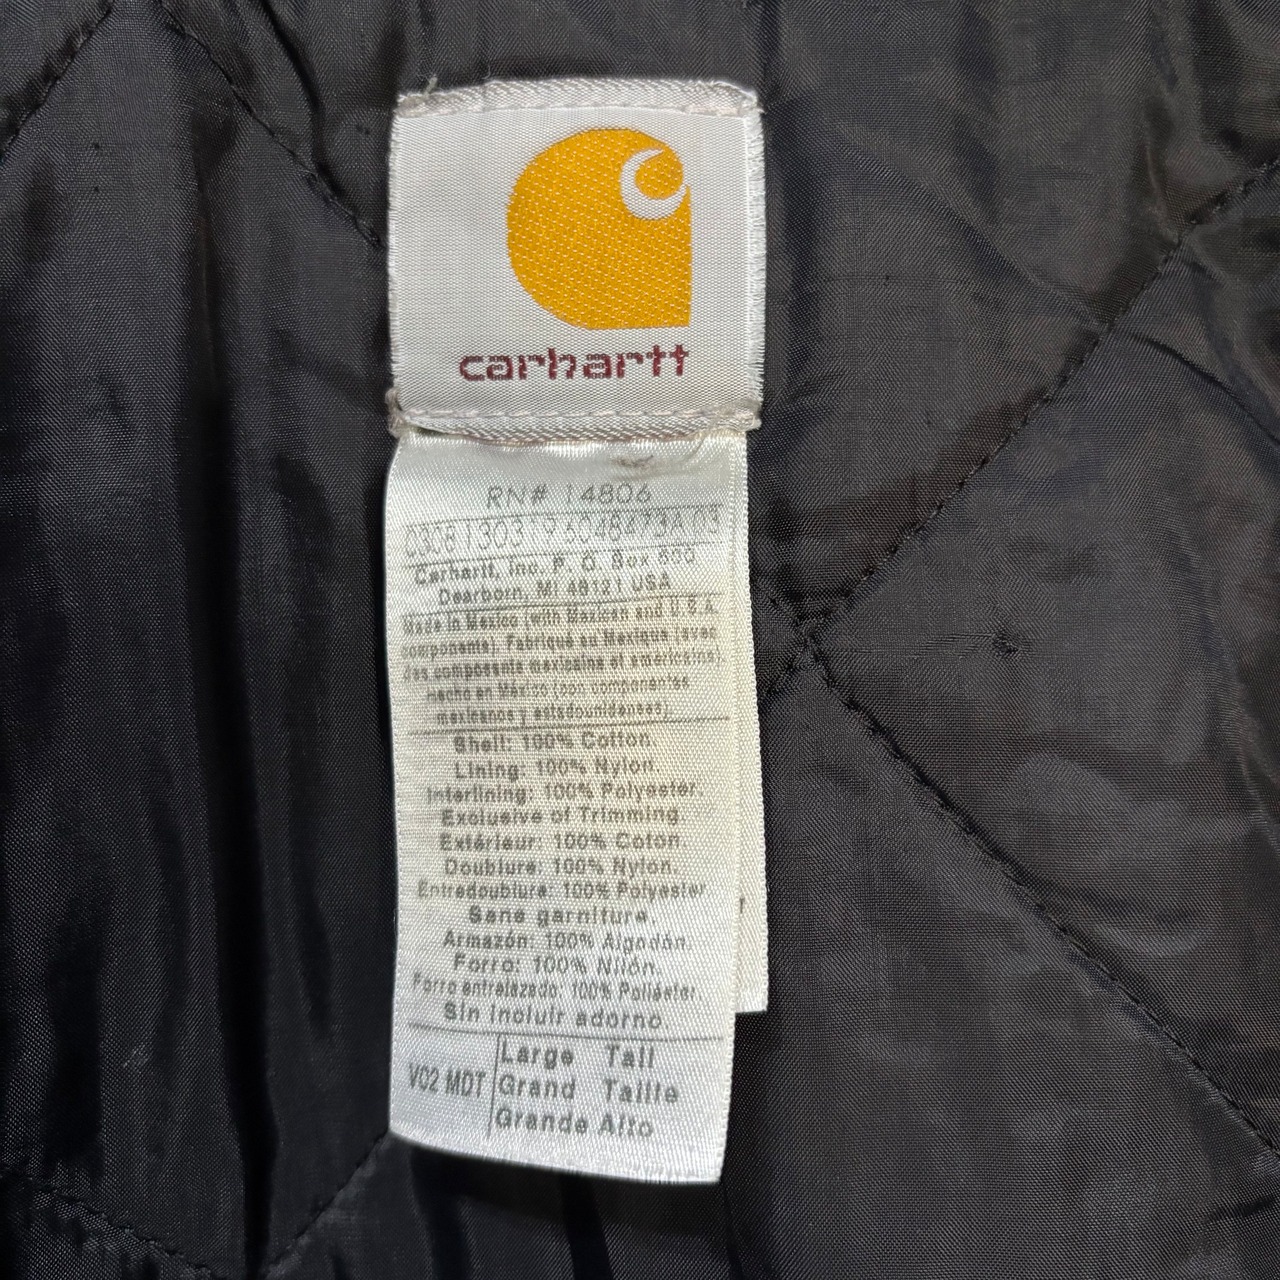 carhartt
RN# 14806
0308130319 6048473A 03
Carhartt, Inc. P. O. Box 600
Dearborn, MI 48121 USA
Made in Mexico (with Mexican and U.S.A.
components). Fabriqué au Mexique (avec
des composants mexicains et américains).
Hecho en México (con componentes
mexicanos y estadounidenses).
Shell: 100% Cotton.
Lining: 100% Nylon.
Interlining: 100% Polyester.
Exclusive of Trimming.
Extérieur: 100% Coton.
Doublure: 100% Nylon.
Entredoublure: 100% Polyester
Sans garniture.
Armazón: 100% Algodón.
Forro: 100% Nilón.
Forro entrelazado: 100% Poliéster.
Sin incluir adorno.
V02 MDT
Large Tall
Grand Taille
Grande Alto